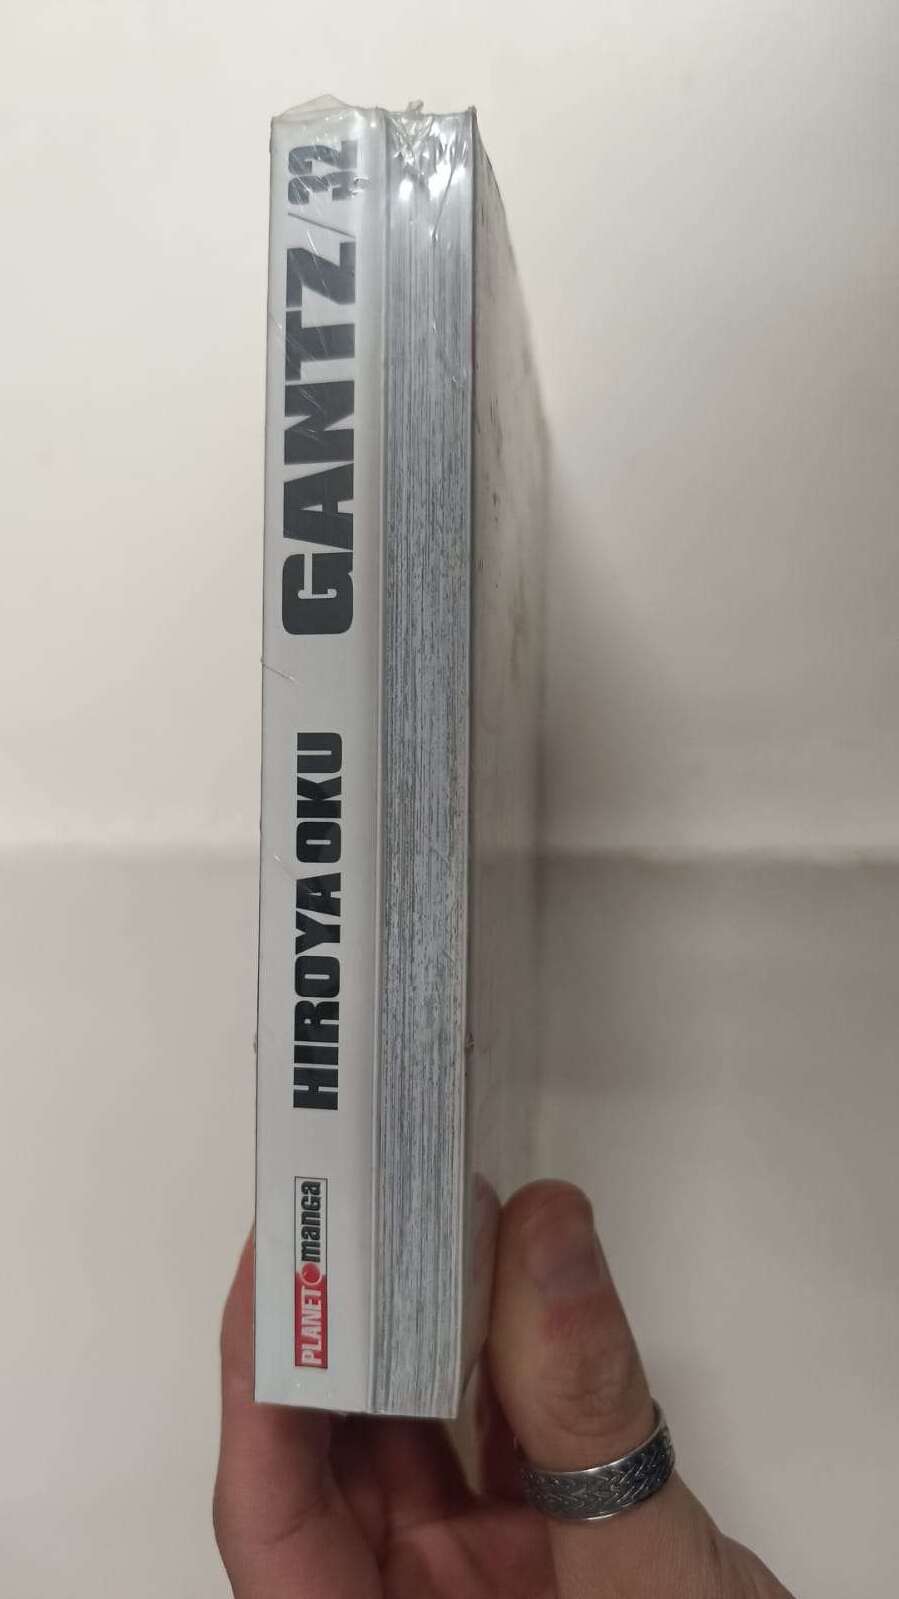 GANTZ/32
HIROYA OKU
PLANET manga